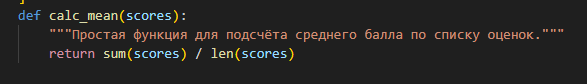 def calc_mean(scores):
"""Простая функция для подсчёта среднего балла по списку оценок."""
return sum(scores) / len(scores)